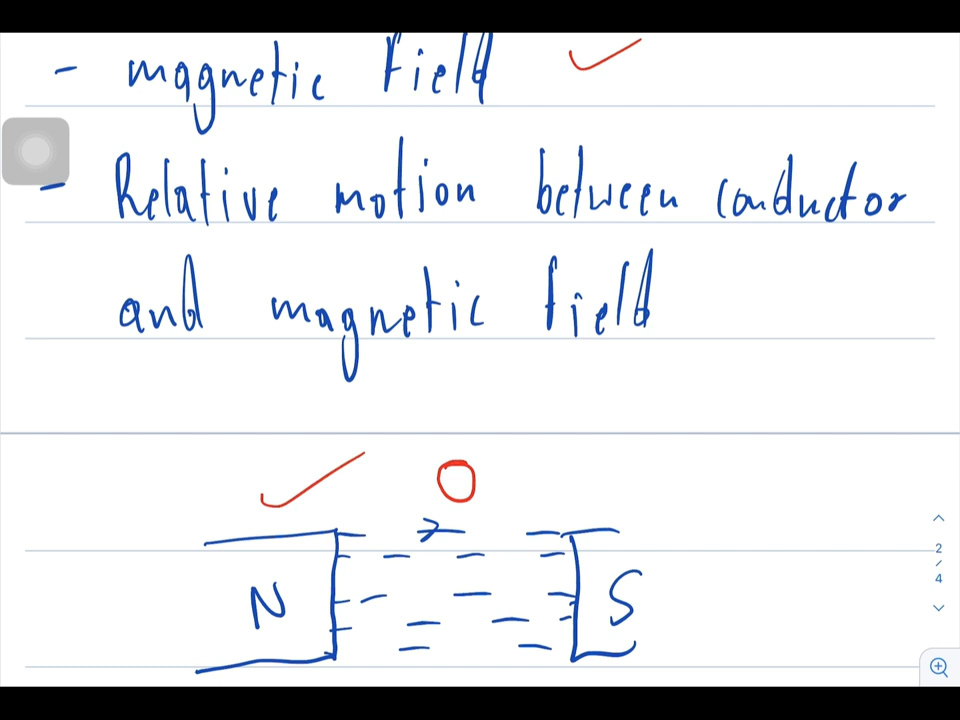 - magnetic field
- Relative motion between conductor
and magnetic field
N
S
2
/
4